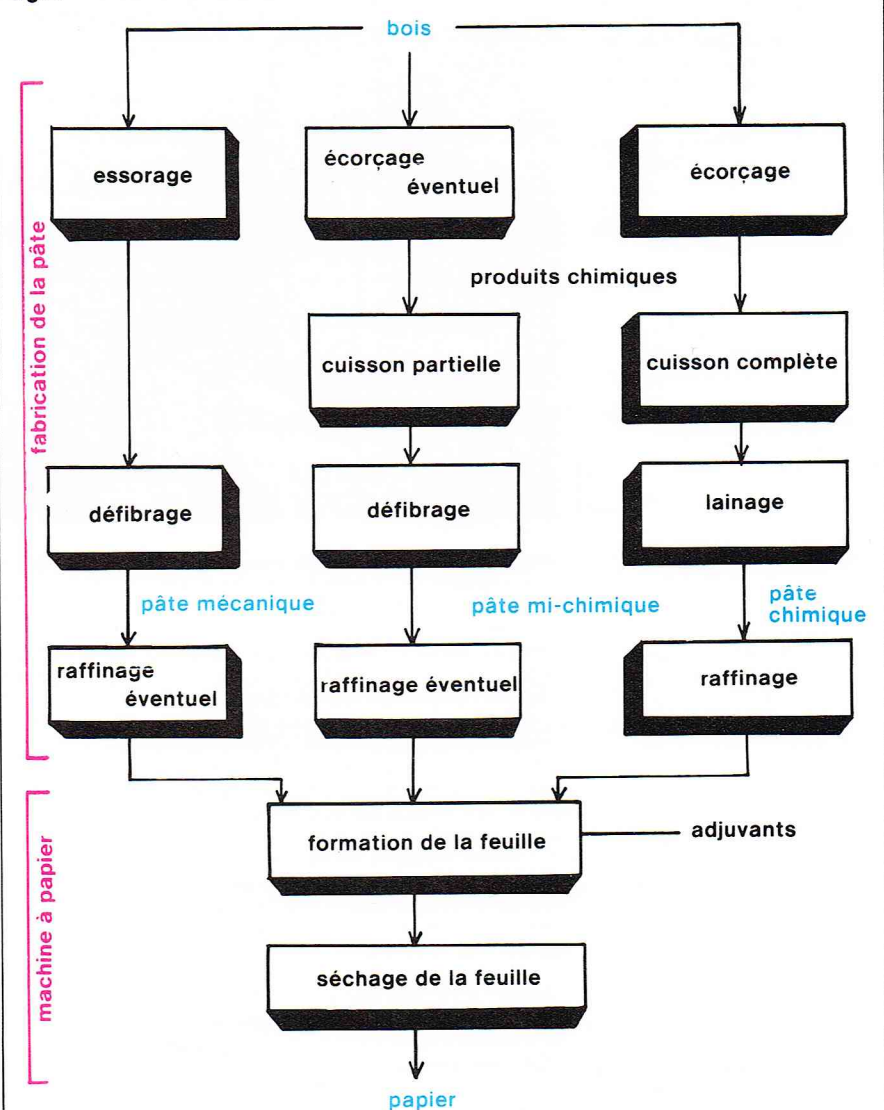 bois
essorage
écorçage
éventuel
écorçage
produits chimiques
cuisson partielle
cuisson complète
défibrage
défibrage
lainage
pâte mécanique
pâte mi-chimique
pâte
chimique
raffinage
éventuel
raffinage éventuel
raffinage
fabrication de la pâte
formation de la feuille
adjuvants
séchage de la feuille
machine à papier
papier